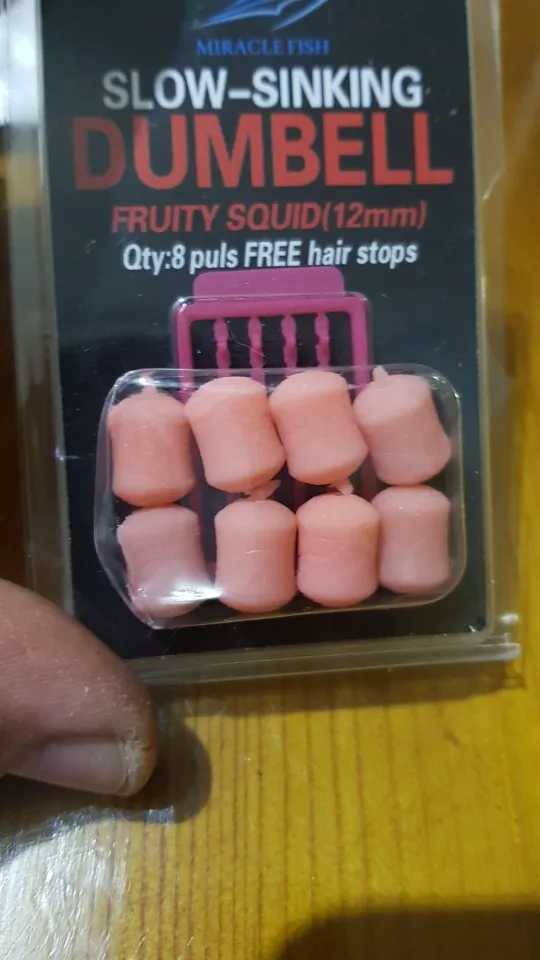 MIRACLE FISH
SLOW-SINKING
DUMBELL
FRUITY SQUID(12mm)
Qty:8 puls FREE hair stops